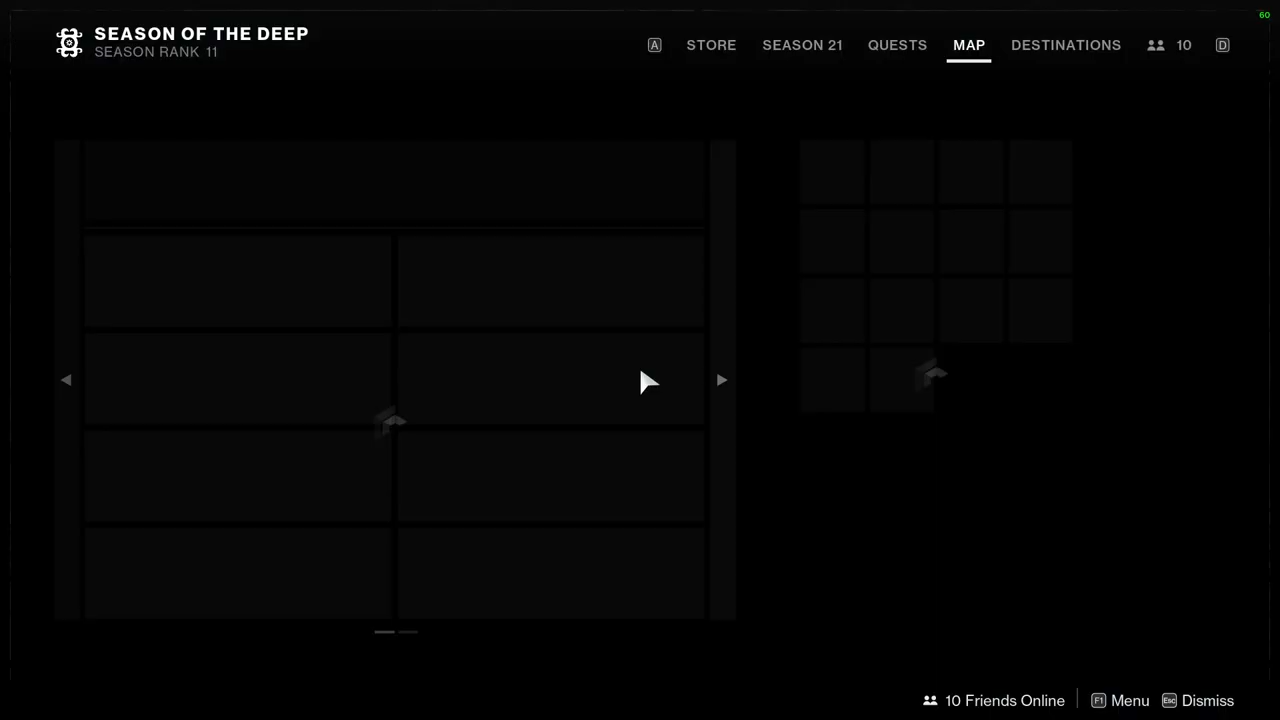 60
SEASON OF THE DEEP
SEASON RANK 11
A STORE SEASON 21 QUESTS MAP DESTINATIONS 10 D
10 Friends Online F1 Menu Esc Dismiss